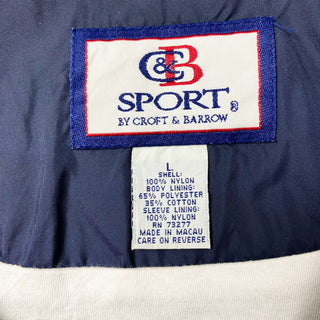 C&B
SPORT®
BY CROFT & BARROW
L
SHELL:
100% NYLON
BODY LINING:
65% POLYESTER
35% COTTON
SLEEVE LINING:
100% NYLON
RN 73277
MADE IN MACAU
CARE ON REVERSE